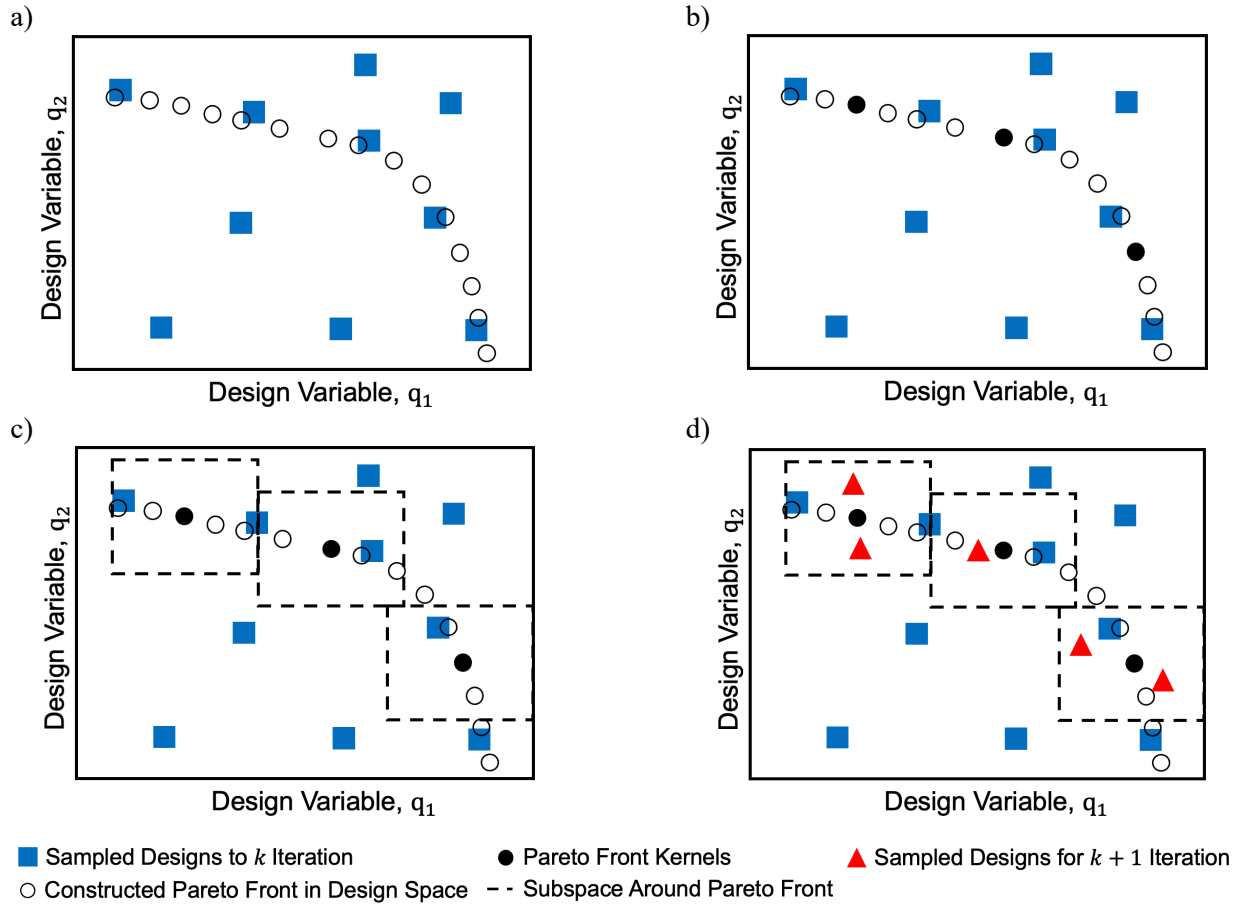 a)
b)
Design Variable, q₂
Design Variable, q₂
Design Variable, q₁
Design Variable, q₁
c)
d)
Design Variable, q₂
Design Variable, q₂
Design Variable, q₁
Design Variable, q₁
Sampled Designs to k Iteration
Pareto Front Kernels
Sampled Designs for k + 1 Iteration
Constructed Pareto Front in Design Space
Subspace Around Pareto Front